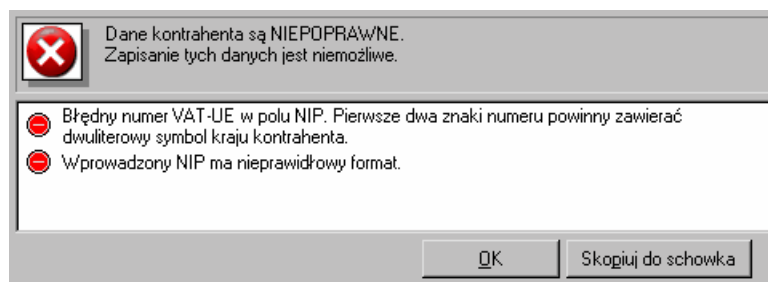 Dane kontrahenta są NIEPOPRAWNE.
Zapisanie tych danych jest niemożliwe.
Błędny numer VAT-UE w polu NIP. Pierwsze dwa znaki numeru powinny zawierać
dwuliterowy symbol kraju kontrahenta.
Wprowadzony NIP ma nieprawidłowy format.
OK
Skopiuj do schowka